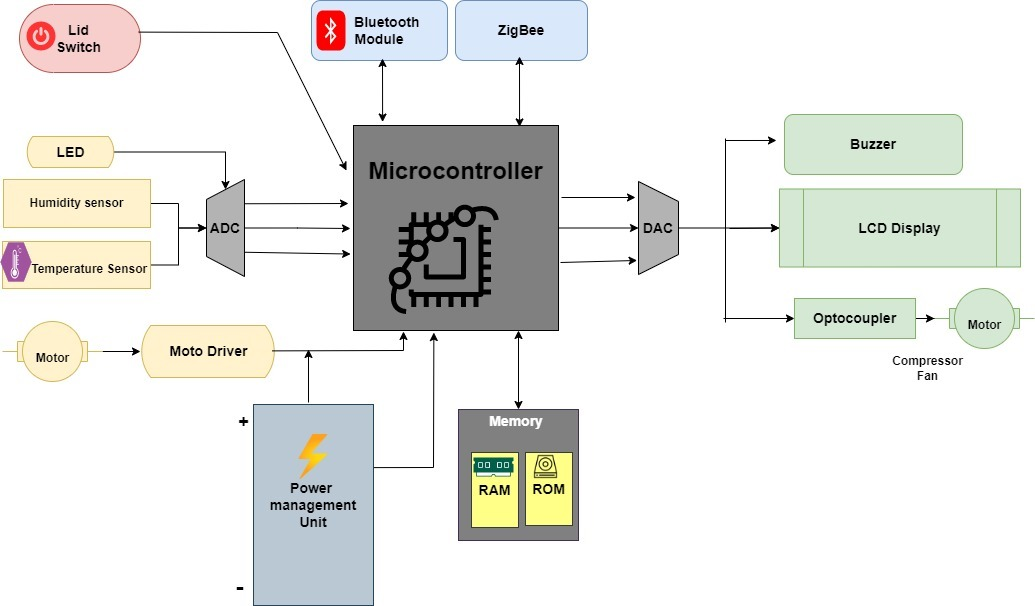 Lid
Switch
Bluetooth
Module
ZigBee
LED
Humidity sensor
Temperature Sensor
ADC
Microcontroller
DAC
Buzzer
LCD Display
Optocoupler
Motor
Compressor
Fan
Motor
Moto Driver
+
-
Power
management
Unit
Memory
RAM
ROM